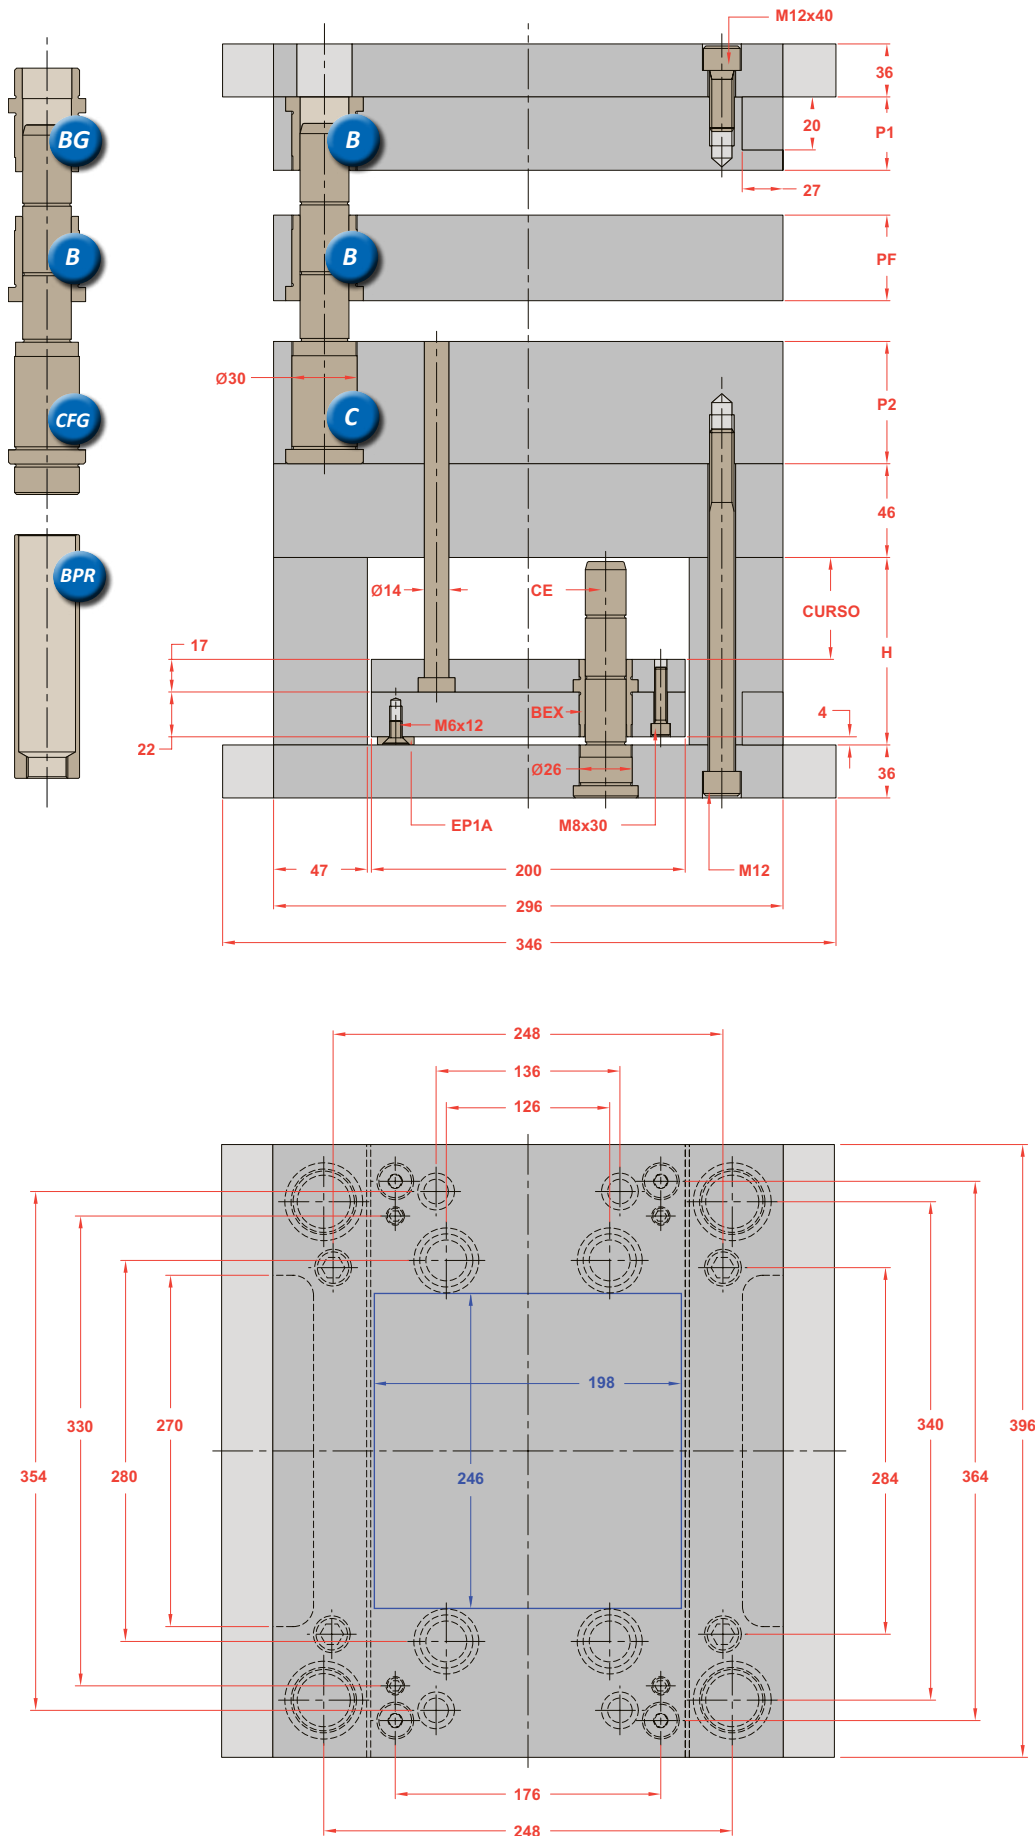 M12x40
36
20
P1
BG
B
27
B
B
PF
Ø30
P2
CFG
C
46
BPR
Ø14
CE
CURSO
17
H
BEX
4
M6x12
22
Ø26
36
EP1A
M8x30
47
200
M12
296
346
248
136
126
198
330
270
340
396
354
280
246
284
364
176
248